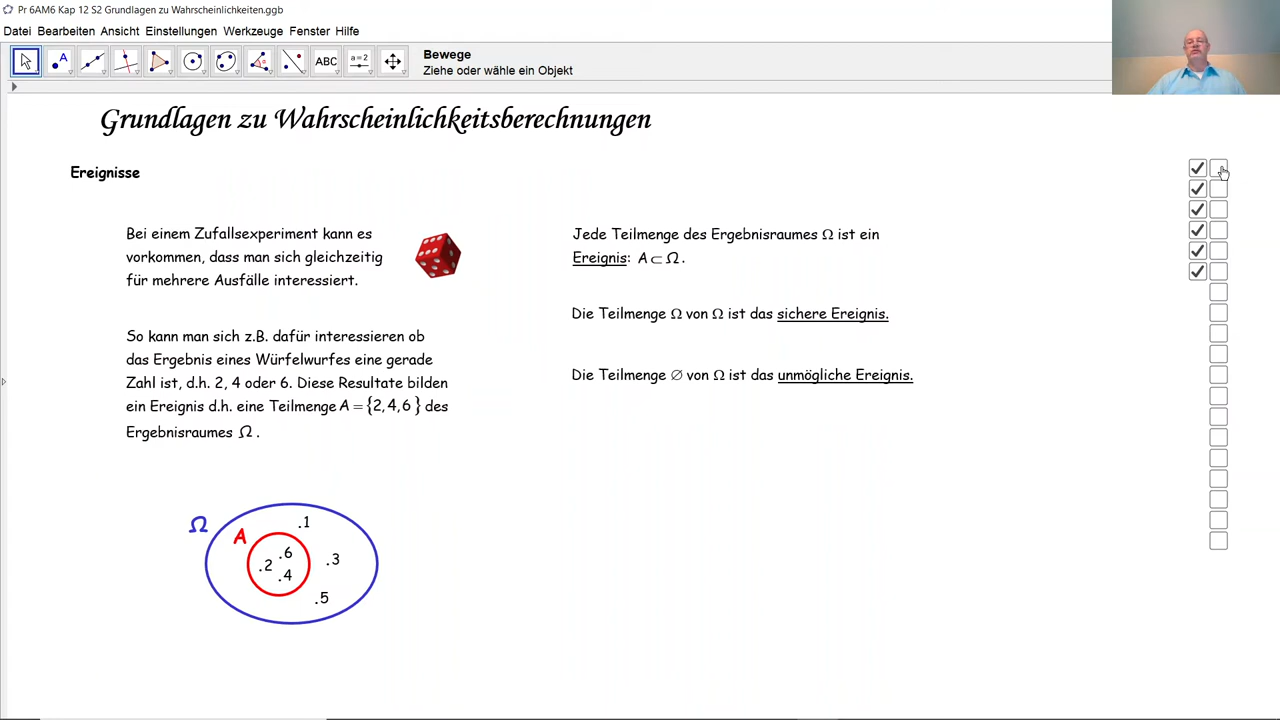 Pr 6AM6 Kap 12 S2 Grundlagen zu Wahrscheinlichkeiten.ggb
Datei Bearbeiten Ansicht Einstellungen Werkzeuge Fenster Hilfe
A
ABC
a=2
Bewege
Ziehe oder wähle ein Objekt
Grundlagen zu Wahrscheinlichkeitsberechnungen
Ereignisse
Bei einem Zufallsexperiment kann es
vorkommen, dass man sich gleichzeitig
für mehrere Ausfälle interessiert.
So kann man sich z.B. dafür interessieren ob
das Ergebnis eines Würfelwurfes eine gerade
Zahl ist, d.h. 2, 4 oder 6. Diese Resultate bilden
ein Ereignis d.h. eine Teilmenge A = {2,4,6 } des
Ergebnisraumes Ω .
Ω
A
.1
.6
.2
.4
.3
.5
Jede Teilmenge des Ergebnisraumes Ω ist ein
Ereignis: A ⊂ Ω .
Die Teilmenge Ω von Ω ist das sichere Ereignis.
Die Teilmenge ∅ von Ω ist das unmögliche Ereignis.